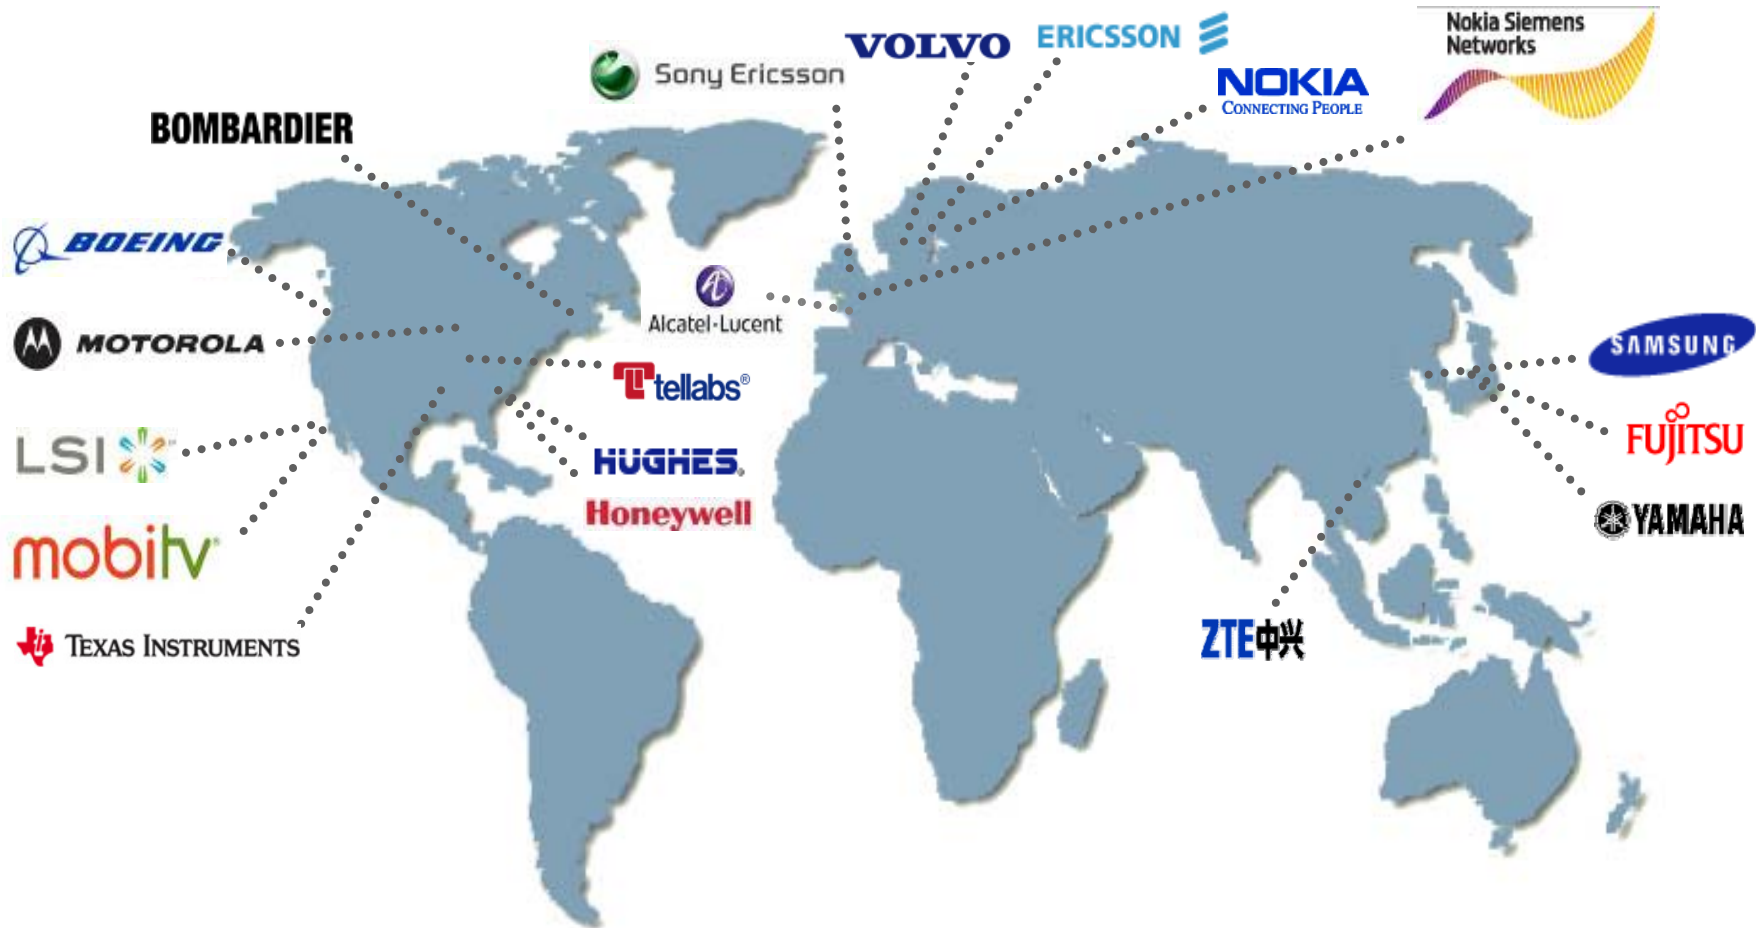 VOLVO
ERICSSON
Nokia Siemens
Networks
Sony Ericsson
NOKIA
CONNECTING PEOPLE
BOMBARDIER
BOEING
Alcatel·Lucent
MOTOROLA
SAMSUNG
tellabs®
FUJITSU
LSI
HUGHES®
Honeywell
YAMAHA
mobitv
ZTE中兴
TEXAS INSTRUMENTS